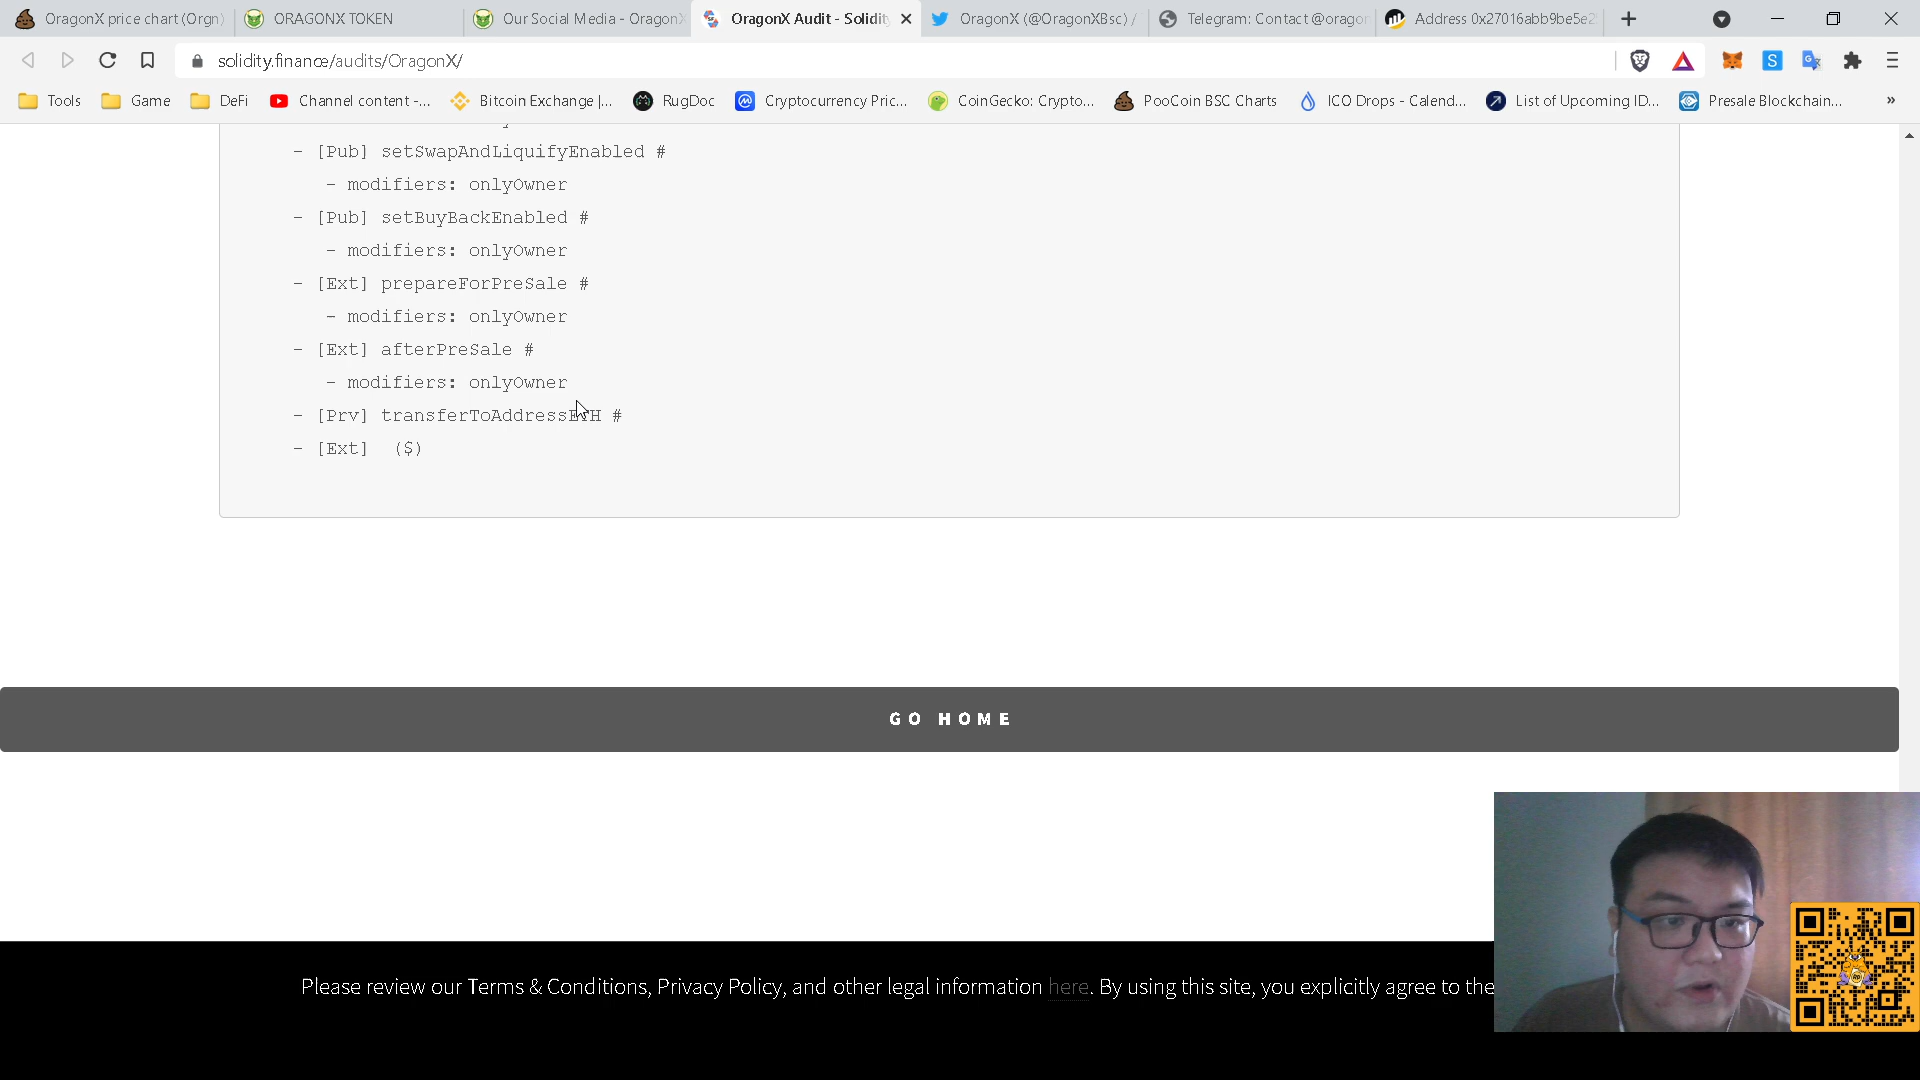 OragonX price chart (Orgn)
ORAGONX TOKEN
Our Social Media - OragonX
OragonX Audit - Solidity
OragonX (@OragonXBsc) /
Telegram: Contact @oragon
Address 0x27016abb9be5e2
solidity.finance/audits/OragonX/
Tools
Game
DeFi
Channel content -...
Bitcoin Exchange |...
RugDoc
Cryptocurrency Pric...
CoinGecko: Crypto...
PooCoin BSC Charts
ICO Drops - Calend...
List of Upcoming ID...
Presale Blockchain...
»
- [Pub] setSwapAndLiquifyEnabled #
- modifiers: onlyOwner
- [Pub] setBuyBackEnabled #
- modifiers: onlyOwner
- [Ext] prepareForPreSale #
- modifiers: onlyOwner
- [Ext] afterPreSale #
- modifiers: onlyOwner
- [Prv] transferToAddressETH #
- [Ext] ($)
GO HOME
Please review our Terms & Conditions, Privacy Policy, and other legal information here. By using this site, you explicitly agree to the